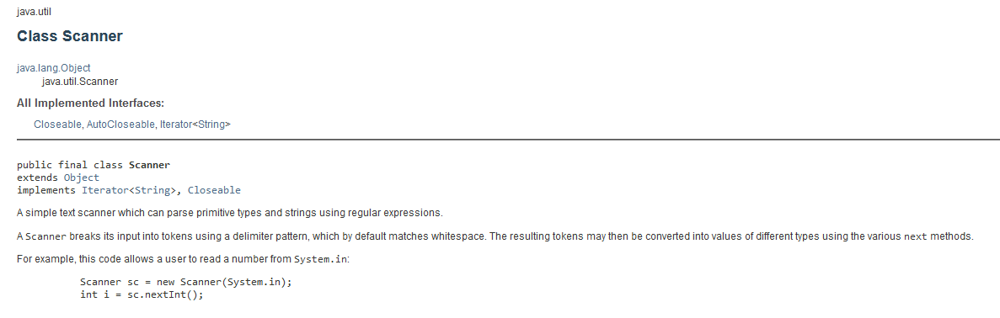 java.util
Class Scanner
java.lang.Object
java.util.Scanner
All Implemented Interfaces:
Closeable, AutoCloseable, Iterator<String>
public final class Scanner
extends Object
implements Iterator<String>, Closeable
A simple text scanner which can parse primitive types and strings using regular expressions.
A Scanner breaks its input into tokens using a delimiter pattern, which by default matches whitespace. The resulting tokens may then be converted into values of different types using the various next methods.
For example, this code allows a user to read a number from System.in:
Scanner sc = new Scanner(System.in);
int i = sc.nextInt();